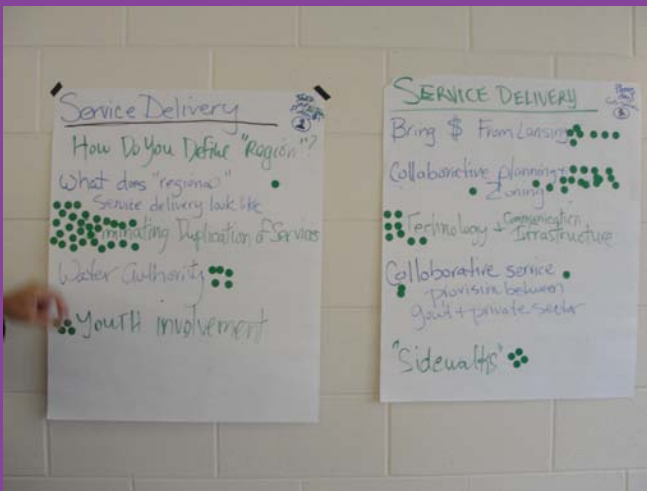 Service Delivery
How Do You Define "Region"?
What does "regional"
Service delivery look like
minating Duplication of Services
Water Authority
Youth involvement
SERVICE DELIVERY
Bring $ From Lansing
Collaborative planning +
Zoning
Technology + Communication
Infrastructure
Collaborative service
provision between
gov't + private sector
"Sidewalks"